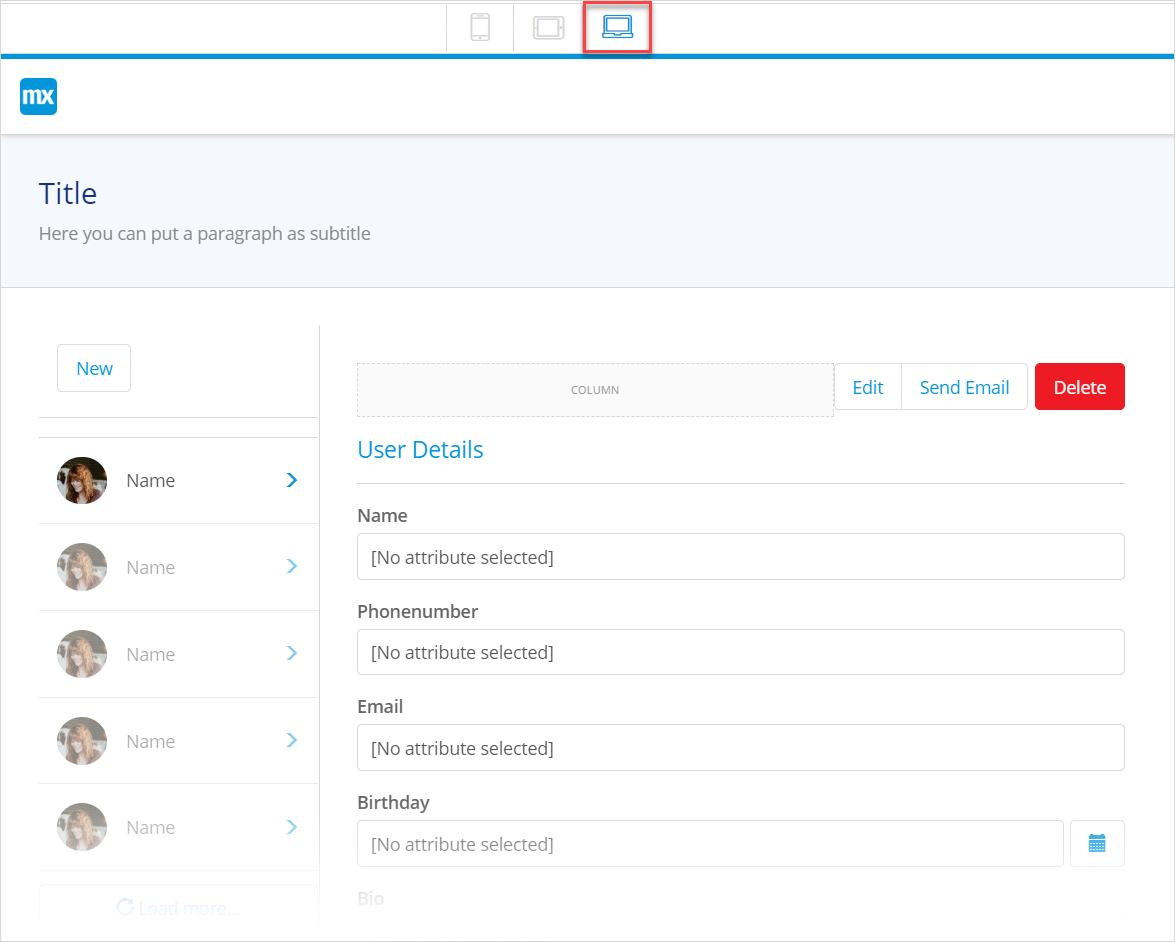 mx
Title
Here you can put a paragraph as subtitle
New
Name
Name
Name
Name
Name
Load more...
COLUMN
Edit
Send Email
Delete
User Details
Name
[No attribute selected]
Phonenumber
[No attribute selected]
Email
[No attribute selected]
Birthday
[No attribute selected]
Bio